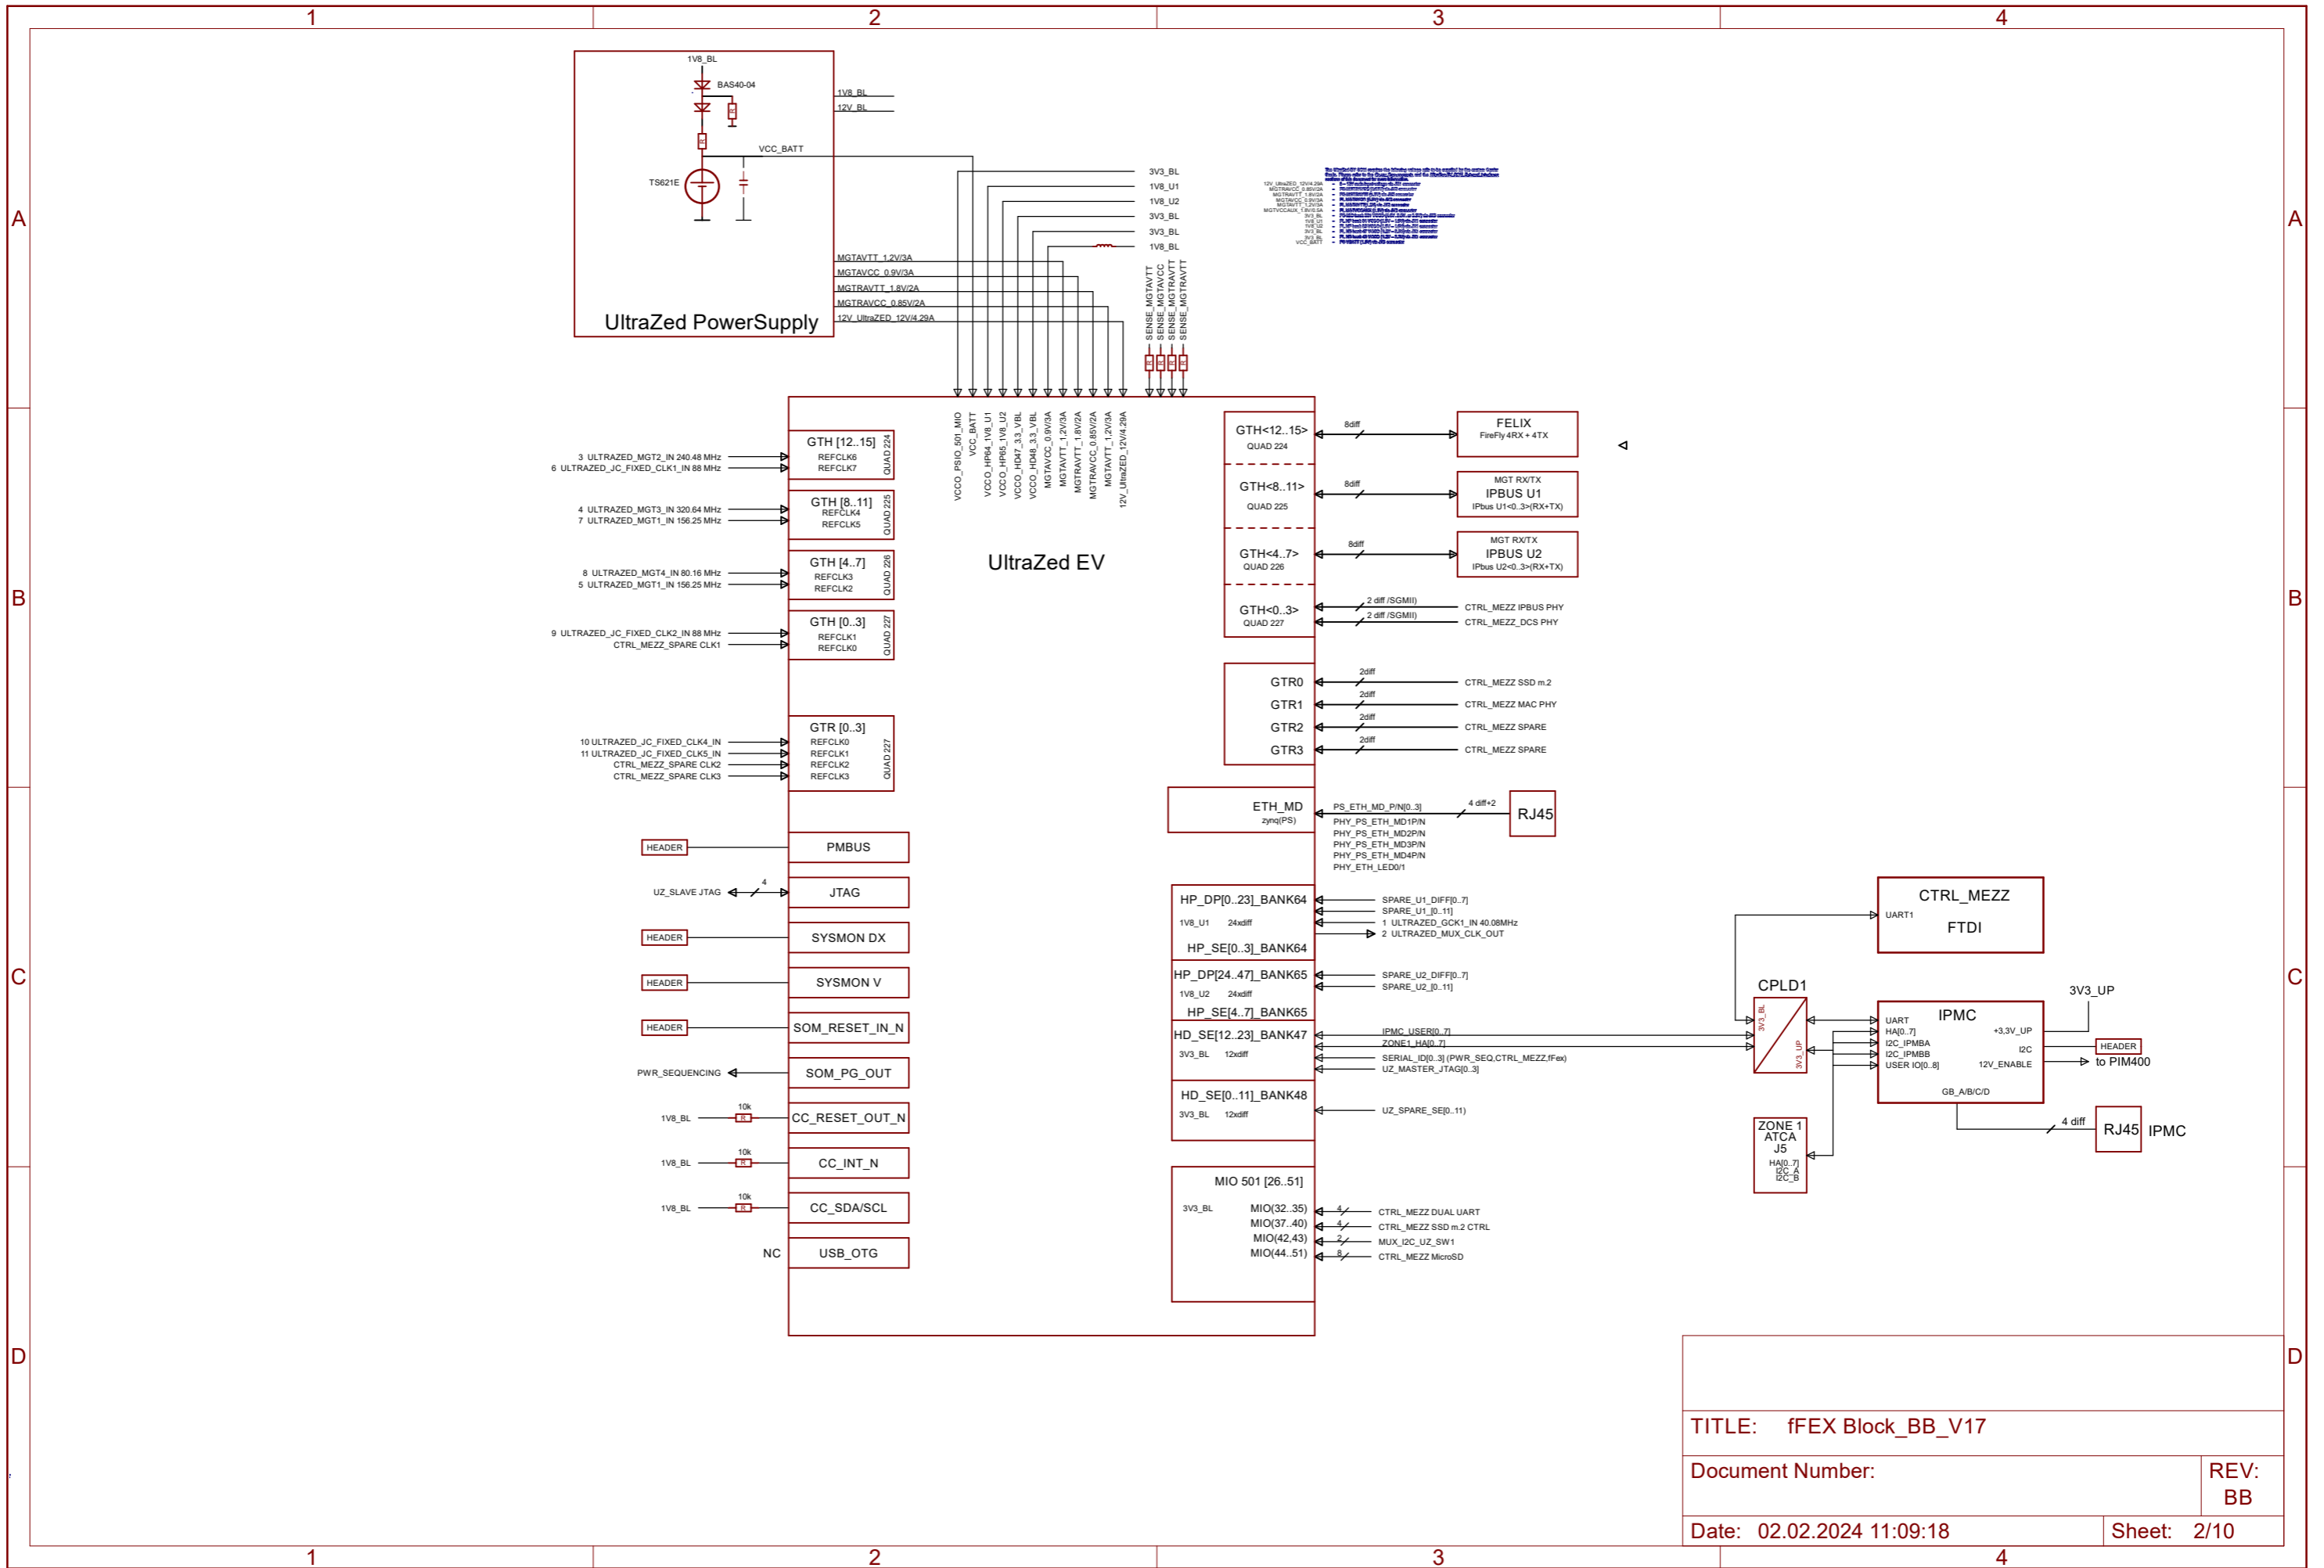 1
2
3
4
A
B
C
D
A
B
C
D
1
2
3
4
1V8_BL
BAS40-04
R
R
VCC_BATT
TS621E
UltraZed PowerSupply
1V8_BL
12V_BL
MGTAVTT_1,2V/3A
MGTAVCC_0.9V/3A
MGTRAVTT_1.8V/2A
MGTRAVCC_0.85V/2A
12V_UltraZED_12V/4.29A
3V3_BL
1V8_U1
1V8_U2
3V3_BL
3V3_BL
1V8_BL
SENSE_MGTAVTT
SENSE_MGTAVCC
SENSE_MGTRAVTT
SENSE_MGTRAVTT
R
R
R
R
12V_UltraZED_12V/4.29A
MGTRAVCC_0.85V/2A
MGTRAVTT_1.8V/2A
MGTAVCC_0.9V/3A
MGTAVTT_1,2V/3A
3V3_BL
1V8_U1
1V8_U2
3V3_BL
3V3_BL
VCC_BATT
VCCO_PSIO_501_MIO
VCC_BATT
VCCO_HP64_1V8_U1
VCCO_HP65_1V8_U2
VCCO_HD47_3.3_VBL
VCCO_HD48_3.3_VBL
MGTAVCC_0.9V/3A
MGTAVTT_1,2V/3A
MGTRAVTT_1.8V/2A
MGTRAVCC_0.85V/2A
MGTAVTT_1,2V/3A
12V_UltraZED_12V/4.29A
UltraZed EV
3 ULTRAZED_MGT2_IN 240.48 MHz
6 ULTRAZED_JC_FIXED_CLK1_IN 88 MHz
GTH [12..15]
REFCLK6
REFCLK7
QUAD 224
4 ULTRAZED_MGT3_IN 320.64 MHz
7 ULTRAZED_MGT1_IN 156.25 MHz
GTH [8..11]
REFCLK4
REFCLK5
QUAD 225
8 ULTRAZED_MGT4_IN 80.16 MHz
5 ULTRAZED_MGT1_IN 156.25 MHz
GTH [4..7]
REFCLK3
REFCLK2
QUAD 226
9 ULTRAZED_JC_FIXED_CLK2_IN 88 MHz
CTRL_MEZZ_SPARE CLK1
GTH [0..3]
REFCLK1
REFCLK0
QUAD 227
10 ULTRAZED_JC_FIXED_CLK4_IN
11 ULTRAZED_JC_FIXED_CLK5_IN
CTRL_MEZZ_SPARE CLK2
CTRL_MEZZ_SPARE CLK3
GTR [0..3]
REFCLK0
REFCLK1
REFCLK2
REFCLK3
QUAD 227
HEADER
PMBUS
UZ_SLAVE JTAG
4
JTAG
HEADER
SYSMON DX
HEADER
SYSMON V
HEADER
SOM_RESET_IN_N
PWR_SEQUENCING
SOM_PG_OUT
1V8_BL
10k
R
CC_RESET_OUT_N
1V8_BL
10k
R
CC_INT_N
1V8_BL
10k
R
CC_SDA/SCL
NC
USB_OTG
GTH<12..15>
QUAD 224
8diff
FELIX
FireFly 4RX + 4TX
GTH<8..11>
QUAD 225
8diff
MGT RX/TX
IPBUS U1
IPbus U1<0..3>(RX+TX)
GTH<4..7>
QUAD 226
8diff
MGT RX/TX
IPBUS U2
IPbus U2<0..3>(RX+TX)
GTH<0..3>
QUAD 227
2 diff /SGMII)
CTRL_MEZZ IPBUS PHY
2 diff /SGMII)
CTRL_MEZZ_DCS PHY
GTR0
2diff
CTRL_MEZZ SSD m.2
GTR1
2diff
CTRL_MEZZ MAC PHY
GTR2
2diff
CTRL_MEZZ SPARE
GTR3
2diff
CTRL_MEZZ SPARE
ETH_MD
zynq(PS)
PS_ETH_MD_P/N[0..3]
4 diff+2
RJ45
PHY_PS_ETH_MD1P/N
PHY_PS_ETH_MD2P/N
PHY_PS_ETH_MD3P/N
PHY_PS_ETH_MD4P/N
PHY_ETH_LED0/1
HP_DP[0..23]_BANK64
1V8_U1 24xdiff
HP_SE[0..3]_BANK64
SPARE_U1_DIFF[0..7]
SPARE_U1_[0..11]
1 ULTRAZED_GCK1_IN 40.08MHz
2 ULTRAZED_MUX_CLK_OUT
HP_DP[24..47]_BANK65
1V8_U2 24xdiff
HP_SE[4..7]_BANK65
SPARE_U2_DIFF[0..7]
SPARE_U2_[0..11]
HD_SE[12..23]_BANK47
3V3_BL 12xdiff
IPMC_USER[0..7]
ZONE1_HA[0..7]
SERIAL_ID[0..3] (PWR_SEQ,CTRL_MEZZ,fFex)
UZ_MASTER_JTAG[0..3]
HD_SE[0..11]_BANK48
3V3_BL 12xdiff
UZ_SPARE_SE[0..11)
MIO 501 [26..51]
3V3_BL
MIO(32..35)
4
CTRL_MEZZ DUAL UART
MIO(37..40)
4
CTRL_MEZZ SSD m.2 CTRL
MIO(42,43)
2
MUX_I2C_UZ_SW1
MIO(44..51)
8
CTRL_MEZZ MicroSD
CTRL_MEZZ
UART1
FTDI
CPLD1
3V3_BL
3V3_UP
IPMC
UART
HA[0..7]
I2C_IPMBA
I2C_IPMBB
USER IO[0..8]
+3,3V_UP
I2C
12V_ENABLE
GB_A/B/C/D
3V3_UP
HEADER
to PIM400
4 diff
RJ45
IPMC
ZONE 1
ATCA
J5
HA[0..7]
I2C_A
I2C_B
TITLE: fFEX Block_BB_V17
Document Number:
REV:
BB
Date: 02.02.2024 11:09:18
Sheet: 2/10